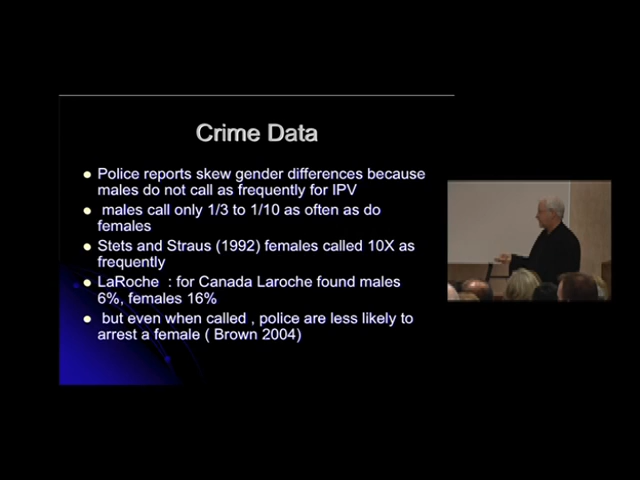 Crime Data
Police reports skew gender differences because
males do not call as frequently for IPV
males call only 1/3 to 1/10 as often as do
females
Stets and Straus (1992) females called 10X as
frequently
LaRoche : for Canada Laroche found males
6%, females 16%
but even when called , police are less likely to
arrest a female ( Brown 2004)